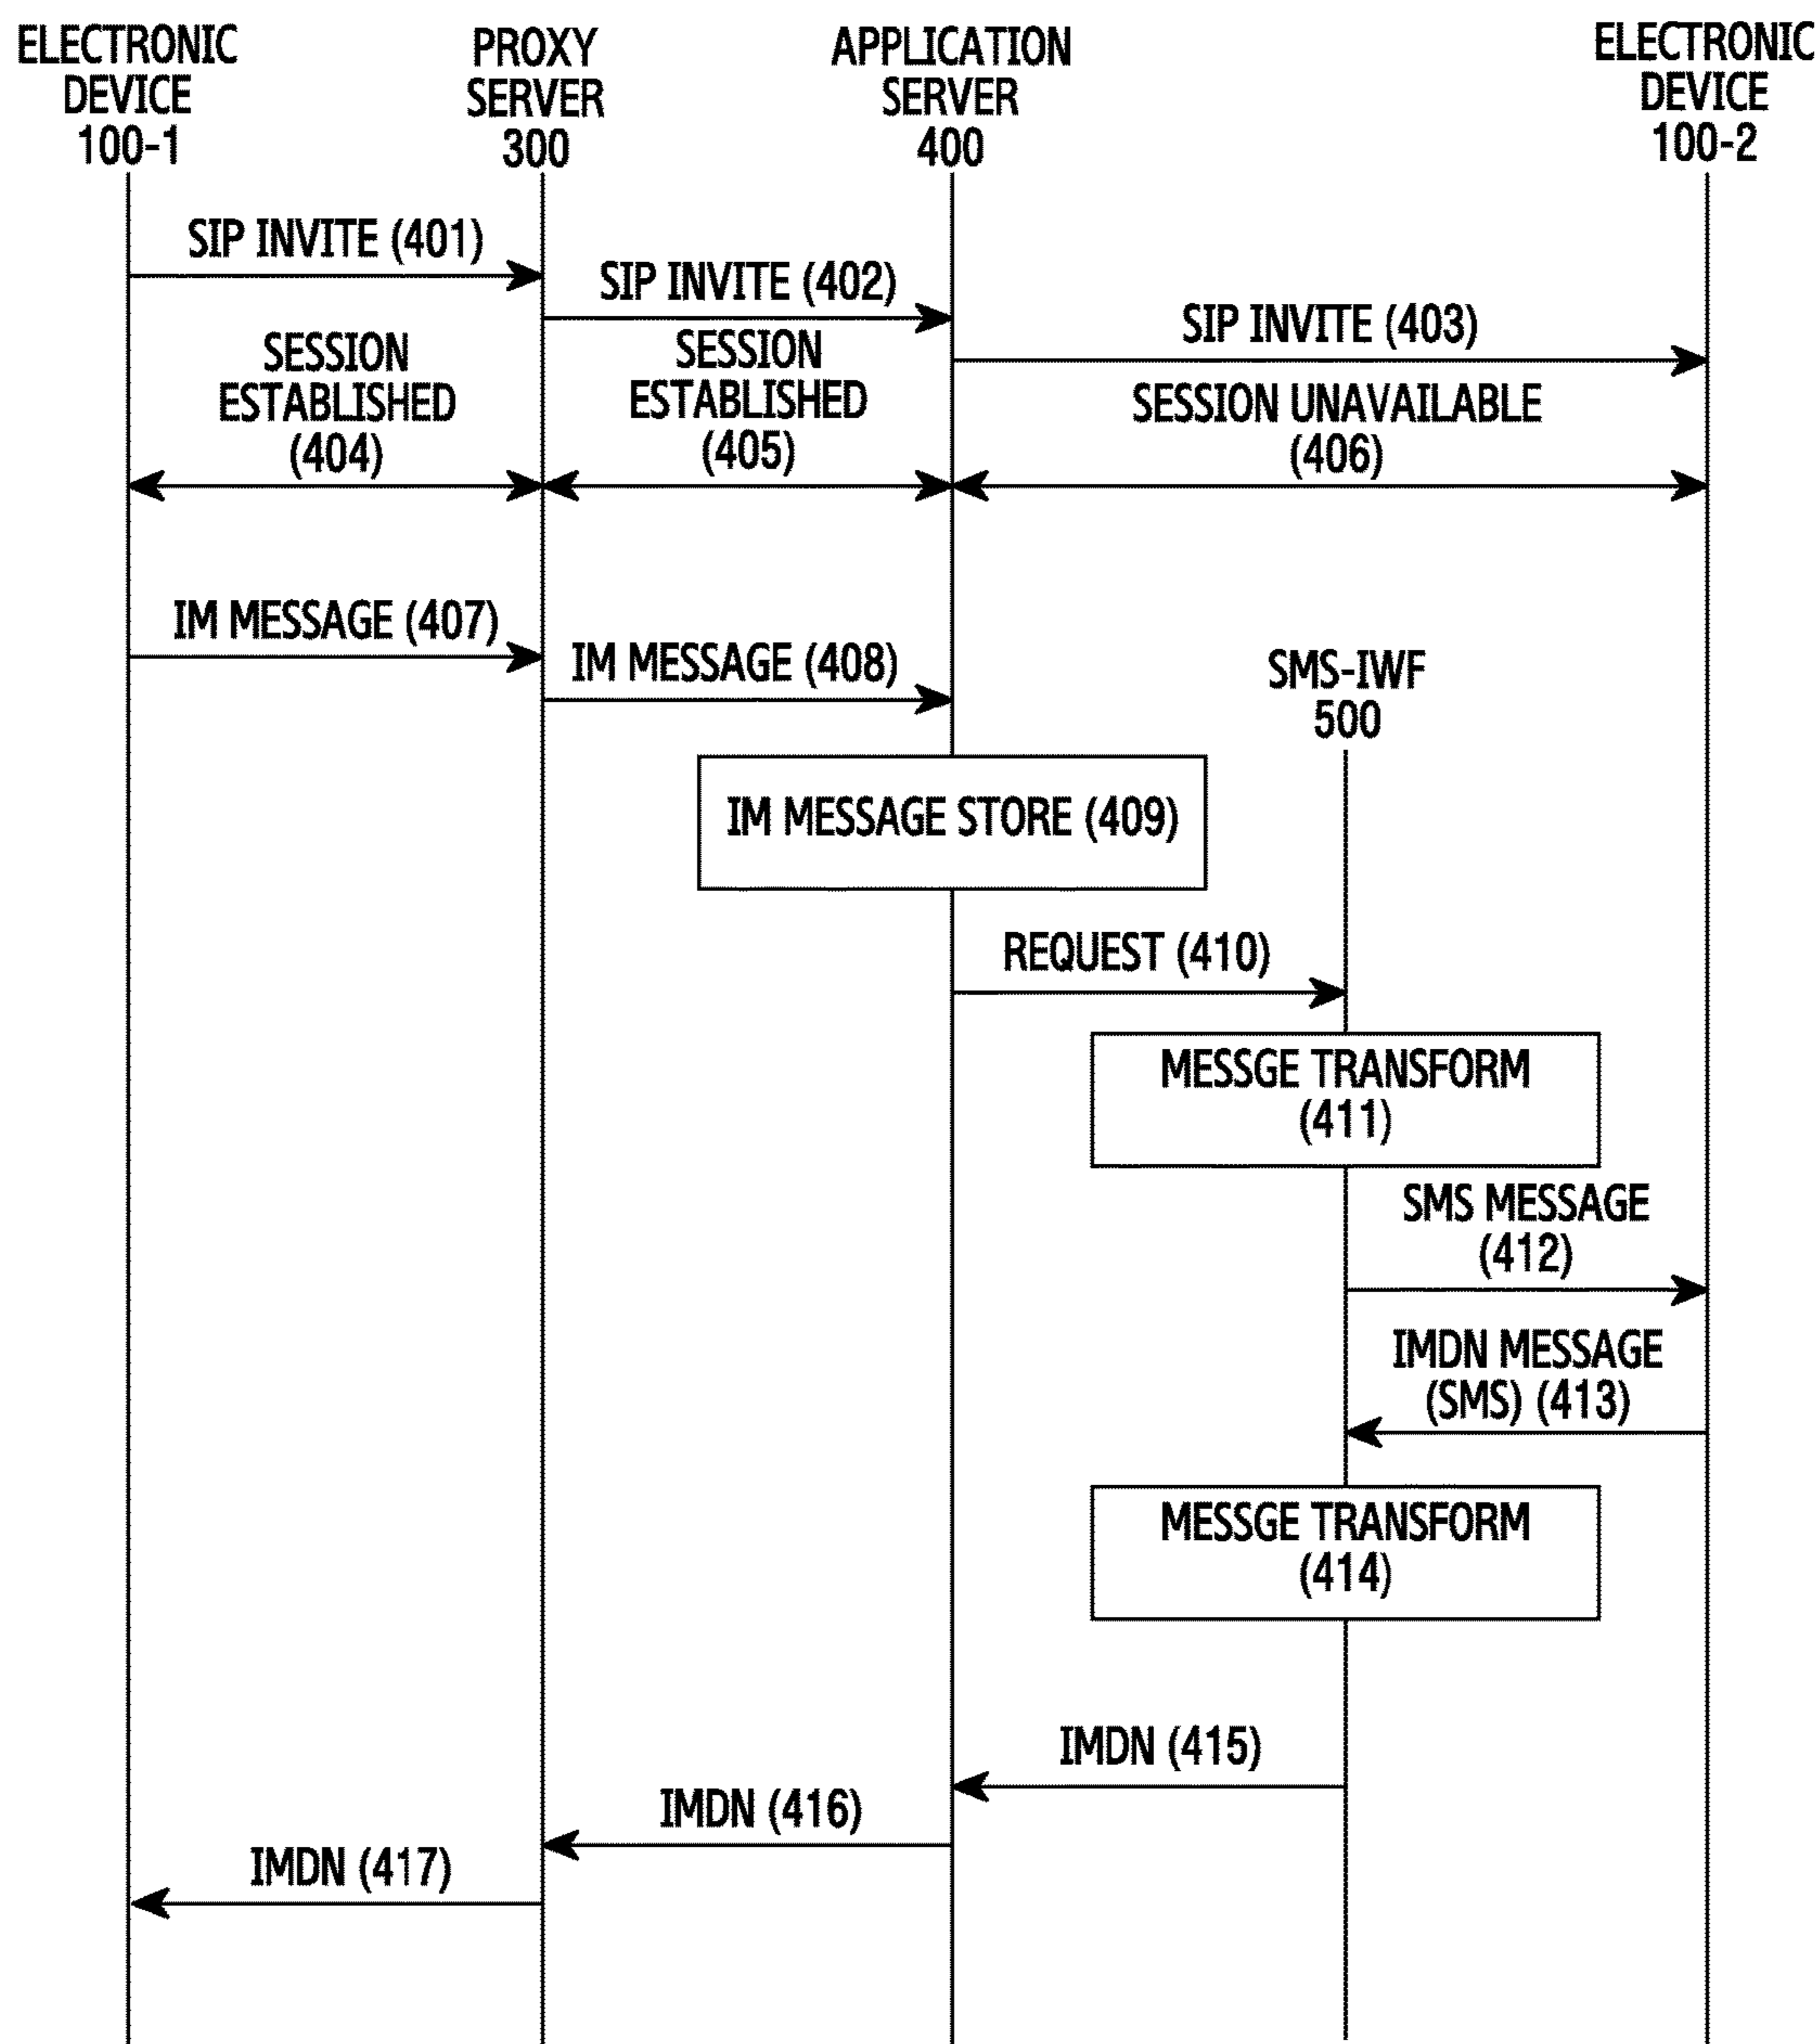 ELECTRONIC
DEVICE
100-1
PROXY
SERVER
300
APPLICATION
SERVER
400
ELECTRONIC
DEVICE
100-2
SIP INVITE (401)
SIP INVITE (402)
SIP INVITE (403)
SESSION
ESTABLISHED
(404)
SESSION
ESTABLISHED
(405)
SESSION UNAVAILABLE
(406)
IM MESSAGE (407)
IM MESSAGE (408)
SMS-IWF
500
IM MESSAGE STORE (409)
REQUEST (410)
MESSGE TRANSFORM
(411)
SMS MESSAGE
(412)
IMDN MESSAGE
(SMS) (413)
MESSGE TRANSFORM
(414)
IMDN (415)
IMDN (416)
IMDN (417)